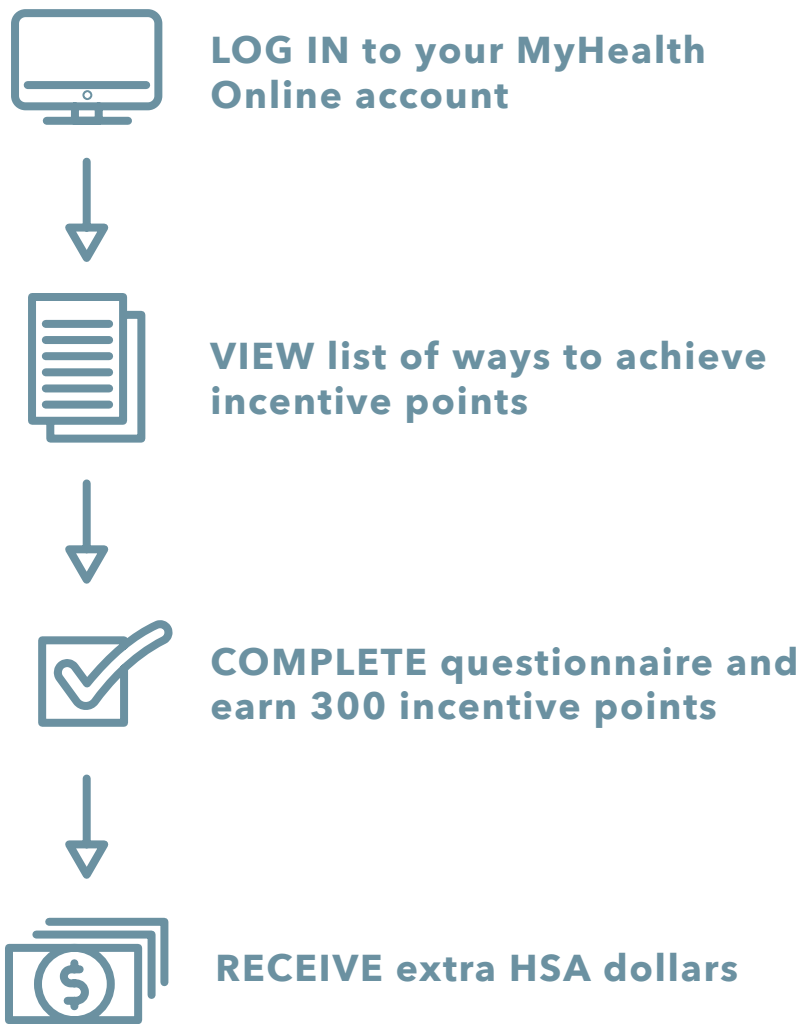 LOG IN to your MyHealth
Online account
VIEW list of ways to achieve
incentive points
COMPLETE questionnaire and
earn 300 incentive points
$
RECEIVE extra HSA dollars